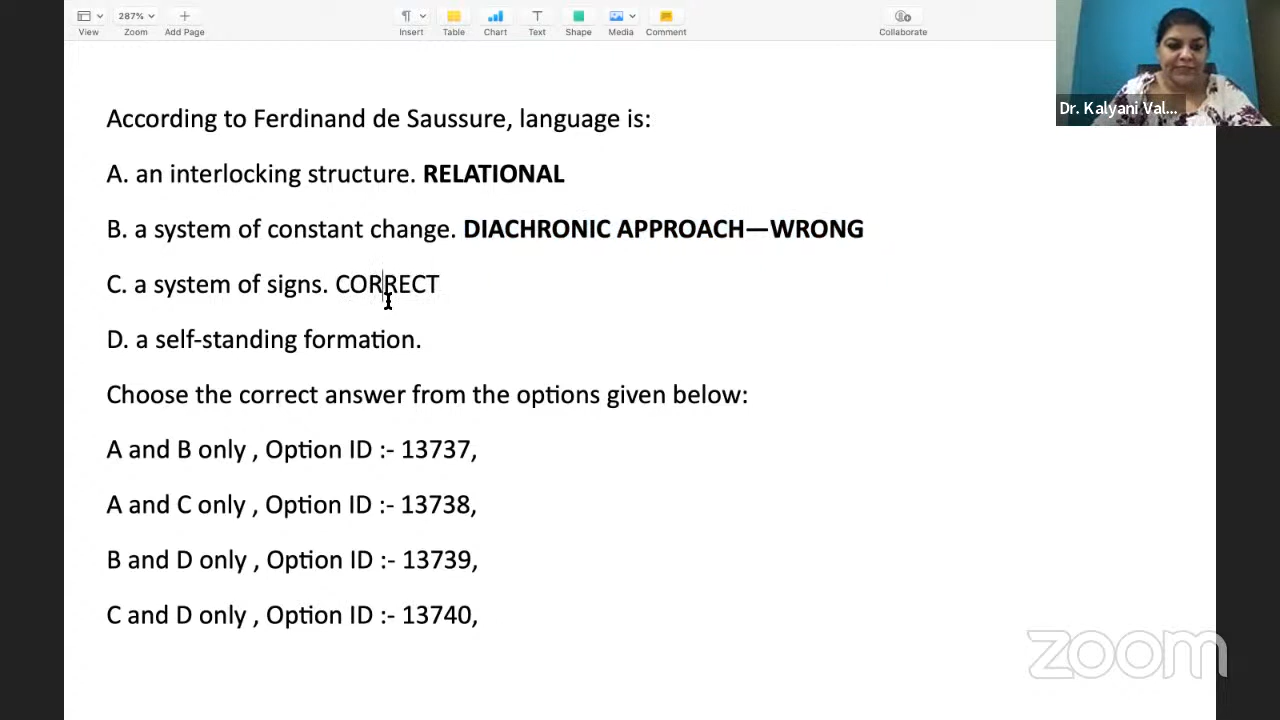 View
287%
Zoom
Add Page
Insert
Table
Chart
Text
Shape
Media
Comment
Collaborate
Dr. Kalyani Val...
According to Ferdinand de Saussure, language is:
A. an interlocking structure. RELATIONAL
B. a system of constant change. DIACHRONIC APPROACH—WRONG
C. a system of signs. CORRECT
D. a self-standing formation.
Choose the correct answer from the options given below:
A and B only , Option ID :- 13737,
A and C only , Option ID :- 13738,
B and D only , Option ID :- 13739,
C and D only , Option ID :- 13740,
zoom